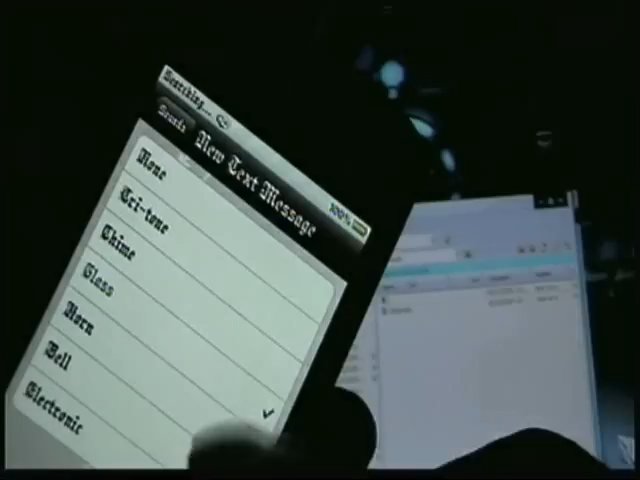 Searching...
100%
Sounds
New Text Message
None
Tri-tone
Chime
Glass
Horn
Bell
Electronic